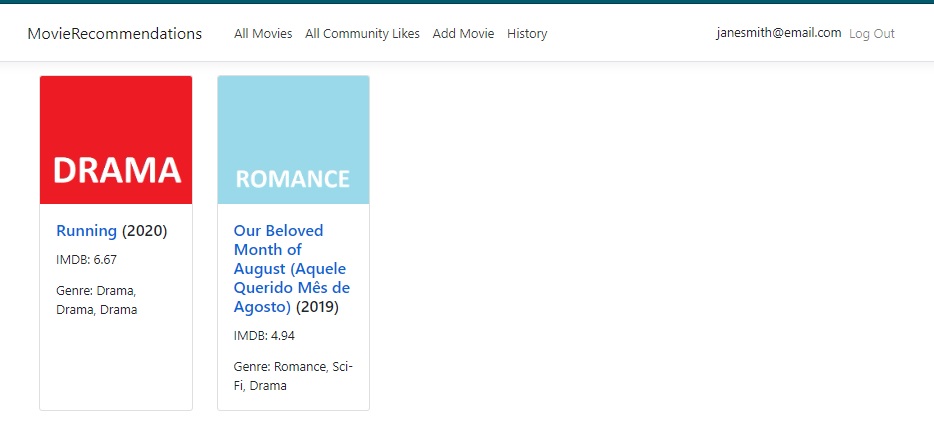 MovieRecommendations All Movies All Community Likes Add Movie History janesmith@email.com Log Out
DRAMA
Running (2020)
IMDB: 6.67
Genre: Drama,
Drama, Drama
ROMANCE
Our Beloved
Month of
August (Aquele
Querido Mês de
Agosto) (2019)
IMDB: 4.94
Genre: Romance, Sci-
Fi, Drama